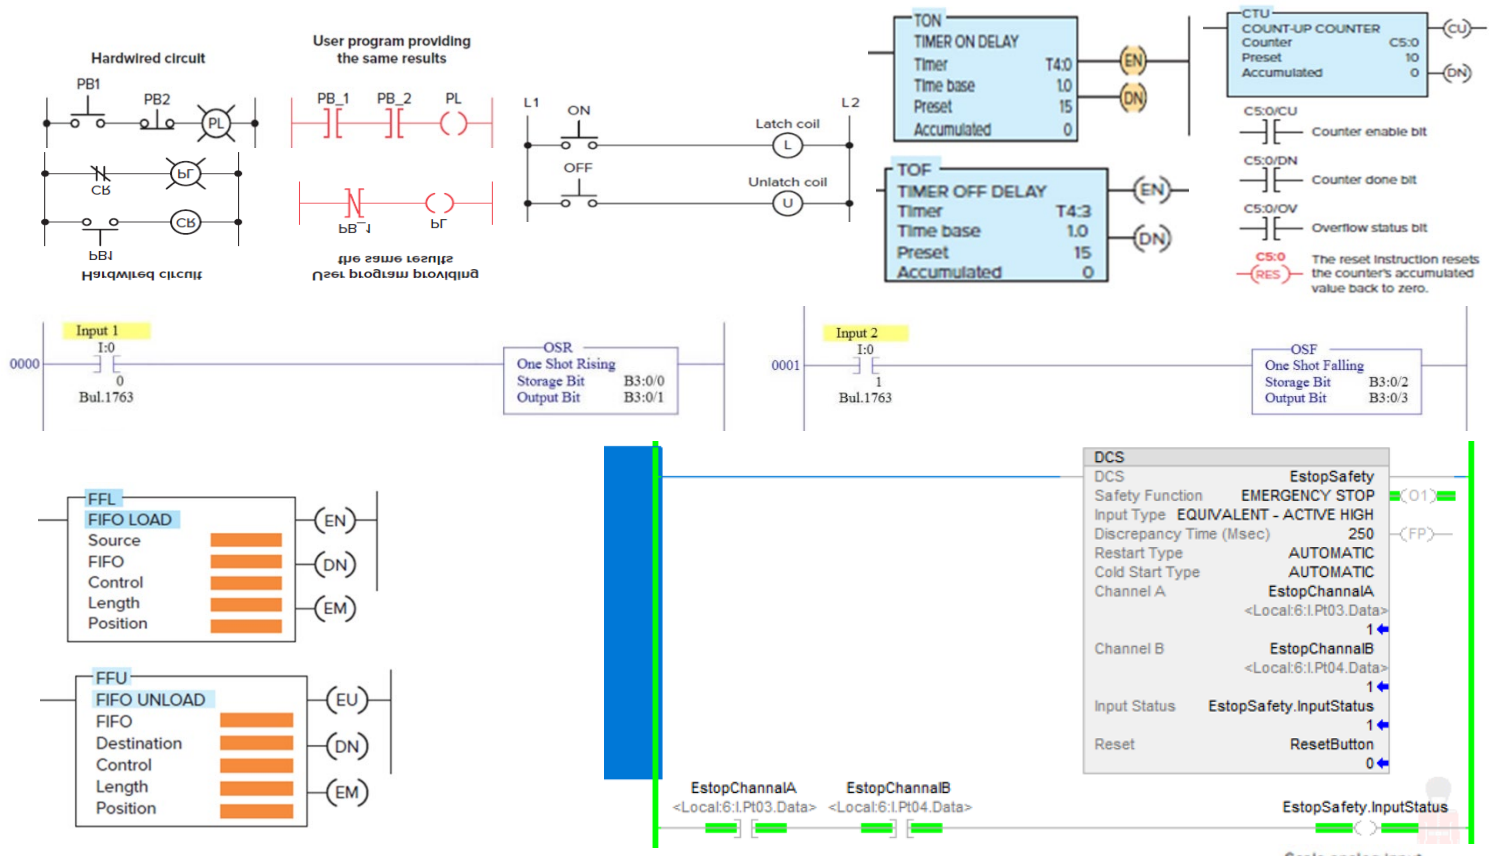 Hardwired circuit
PB1
PB2
PL
User program providing
the same results
PB_1
PB_2
PL
CR
PL
CR
PB1
Hardwired circuit
PB_1
PL
the same results
User program providing
L1
L2
ON
Latch coil
L
OFF
Unlatch coil
U
TON
TIMER ON DELAY
Timer T4:0
Time base 1.0
Preset 15
Accumulated 0
EN
DN
TOF
TIMER OFF DELAY
Timer T4:3
Time base 1.0
Preset 15
Accumulated 0
EN
DN
CTU
COUNT-UP COUNTER
Counter C5:0
Preset 10
Accumulated 0
CU
DN
C5:0/CU
Counter enable bit
C5:0/DN
Counter done bit
C5:0/OV
Overflow status bit
C5:0
RES
The reset instruction resets
the counter's accumulated
value back to zero.
Input 1
I:0
0000
0
Bul.1763
OSR
One Shot Rising
Storage Bit B3:0/0
Output Bit B3:0/1
Input 2
I:0
0001
1
Bul.1763
OSF
One Shot Falling
Storage Bit B3:0/2
Output Bit B3:0/3
FFL
FIFO LOAD
Source
FIFO
Control
Length
Position
EN
DN
EM
FFU
FIFO UNLOAD
FIFO
Destination
Control
Length
Position
EU
DN
EM
DCS
DCS EstopSafety
Safety Function EMERGENCY STOP
Input Type EQUIVALENT - ACTIVE HIGH
Discrepancy Time (Msec) 250
Restart Type AUTOMATIC
Cold Start Type AUTOMATIC
Channel A EstopChannalA
<Local:6:I.Pt03.Data>
1
Channel B EstopChannalB
<Local:6:I.Pt04.Data>
1
Input Status EstopSafety.InputStatus
1
Reset ResetButton
0
O1
FP
EstopChannalA
<Local:6:I.Pt03.Data>
EstopChannalB
<Local:6:I.Pt04.Data>
EstopSafety.InputStatus